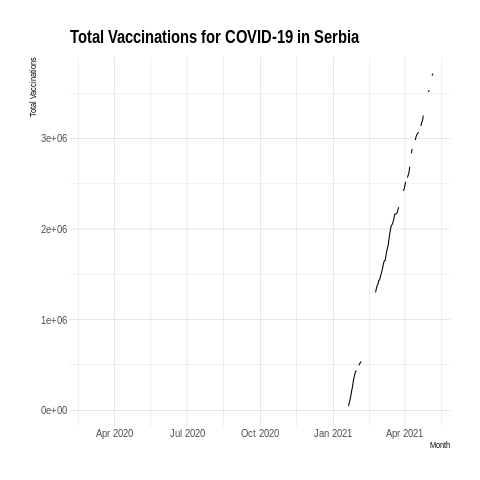 Total Vaccinations for COVID-19 in Serbia
Total Vaccinations
3e+06
2e+06
1e+06
0e+00
Apr 2020
Jul 2020
Oct 2020
Jan 2021
Apr 2021
Month